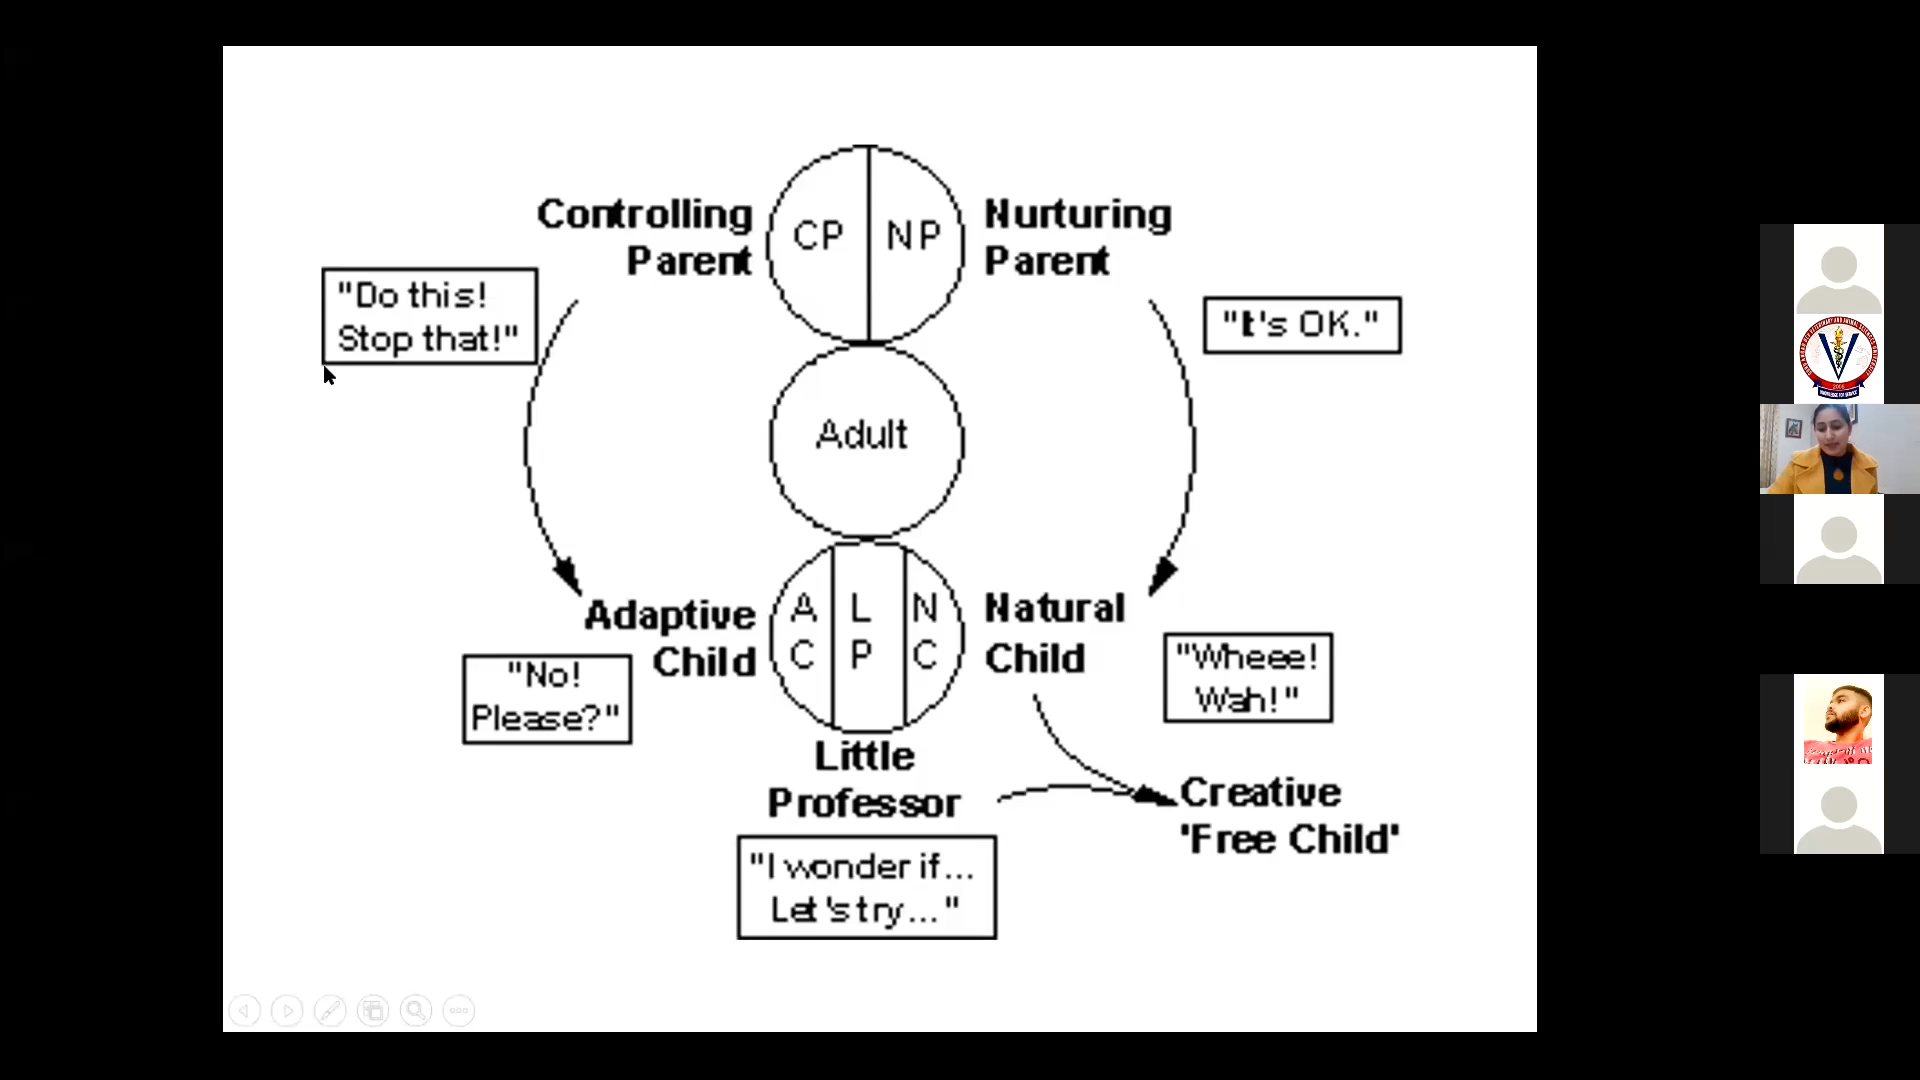 Controlling
Parent
CP
NP
Nurturing
Parent
"Do this!
Stop that!"
"It's OK."
Adult
Adaptive
Child
A
C
L
P
N
C
Natural
Child
"No!
Please?"
"Wheee!
Wah!"
Little
Professor
Creative
'Free Child'
"I wonder if...
Let's try..."